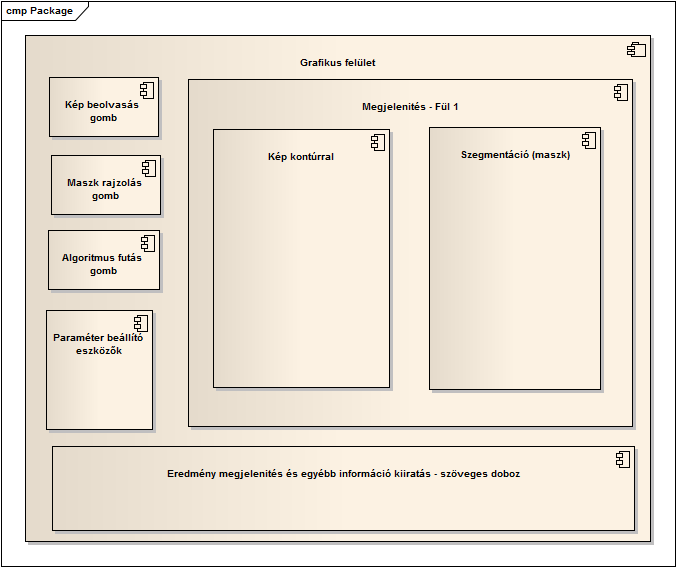 cmp Package
Grafikus felület
Kép beolvasás
gomb
Megjelenítés - Fül 1
Kép kontúrral
Szegmentáció (maszk)
Maszk rajzolás
gomb
Algoritmus futás
gomb
Paraméter beállító
eszközök
Eredmény megjelenítés és egyébb információ kiiratás - szöveges doboz